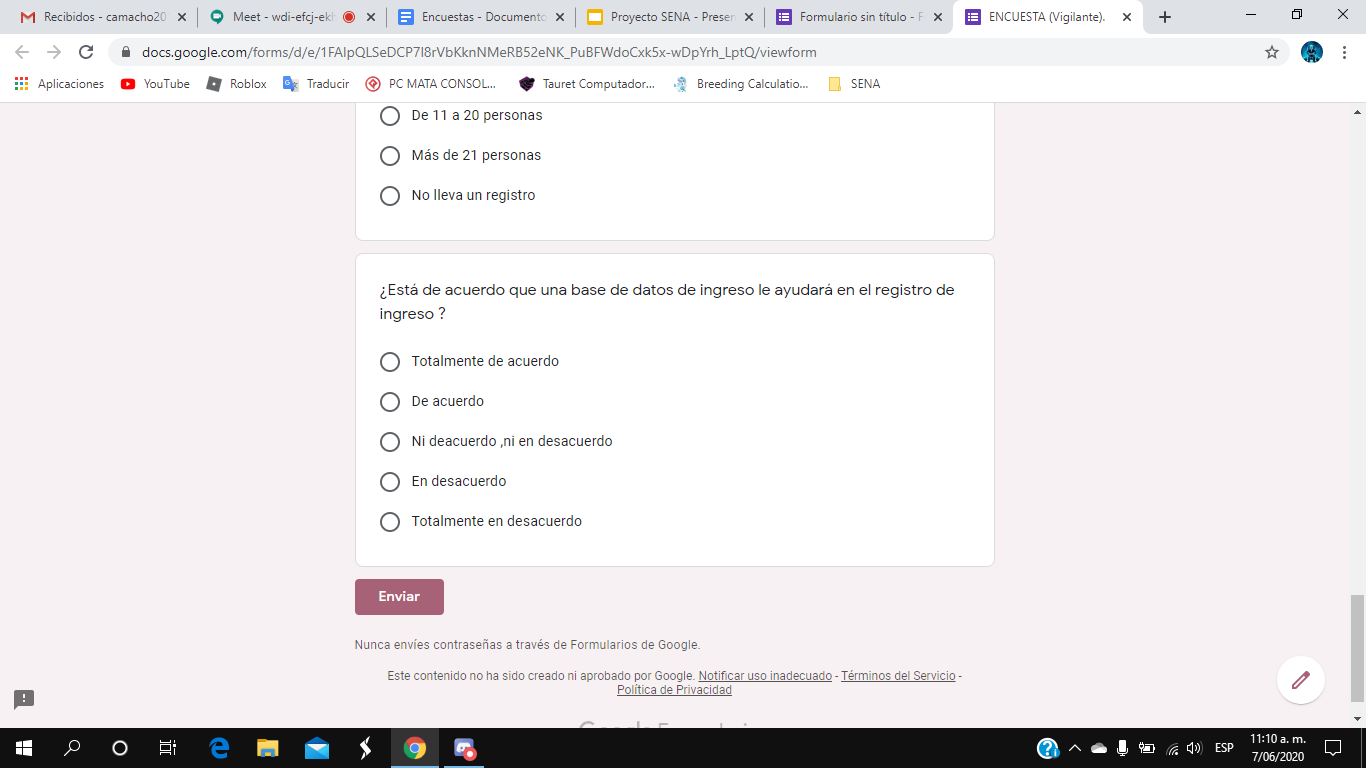 Recibidos - camacho20
Meet - wdi-efcj-ekh
Encuestas - Documento
Proyecto SENA - Presen
Formulario sin título - F
ENCUESTA (Vigilante).
docs.google.com/forms/d/e/1FAIpQLSeDCP7I8rVbKknNMeRB52eNK_PuBFWdoCxk5x-wDpYrh_LptQ/viewform
Aplicaciones
YouTube
Roblox
Traducir
PC MATA CONSOL...
Tauret Computador...
Breeding Calculatio...
SENA
De 11 a 20 personas
Más de 21 personas
No lleva un registro
¿Está de acuerdo que una base de datos de ingreso le ayudará en el registro de
ingreso ?
Totalmente de acuerdo
De acuerdo
Ni deacuerdo ,ni en desacuerdo
En desacuerdo
Totalmente en desacuerdo
Enviar
Nunca envíes contraseñas a través de Formularios de Google.
Este contenido no ha sido creado ni aprobado por Google. Notificar uso inadecuado - Términos del Servicio -
Política de Privacidad
ESP
11:10 a. m.
7/06/2020